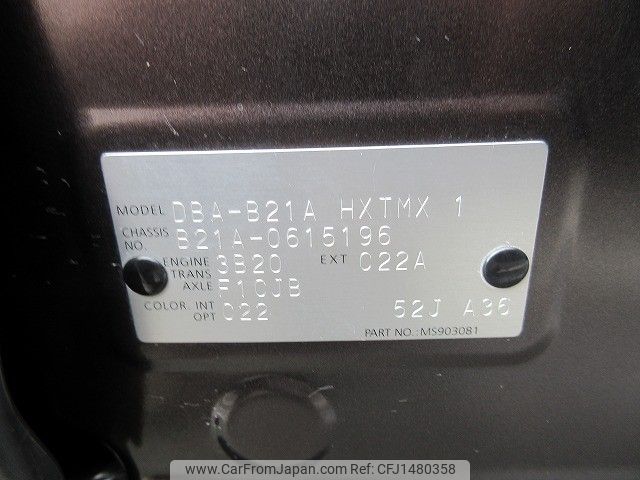 MODEL DBA-B21A HXTMX 1
CHASSIS NO. B21A-0615196
ENGINE 3B20 EXT C22A
TRANS AXLE F1CJB
COLOR, INT OPT C22 52J A36
PART NO.: MS903081
www.CarFromJapan.com | CFJ1480358